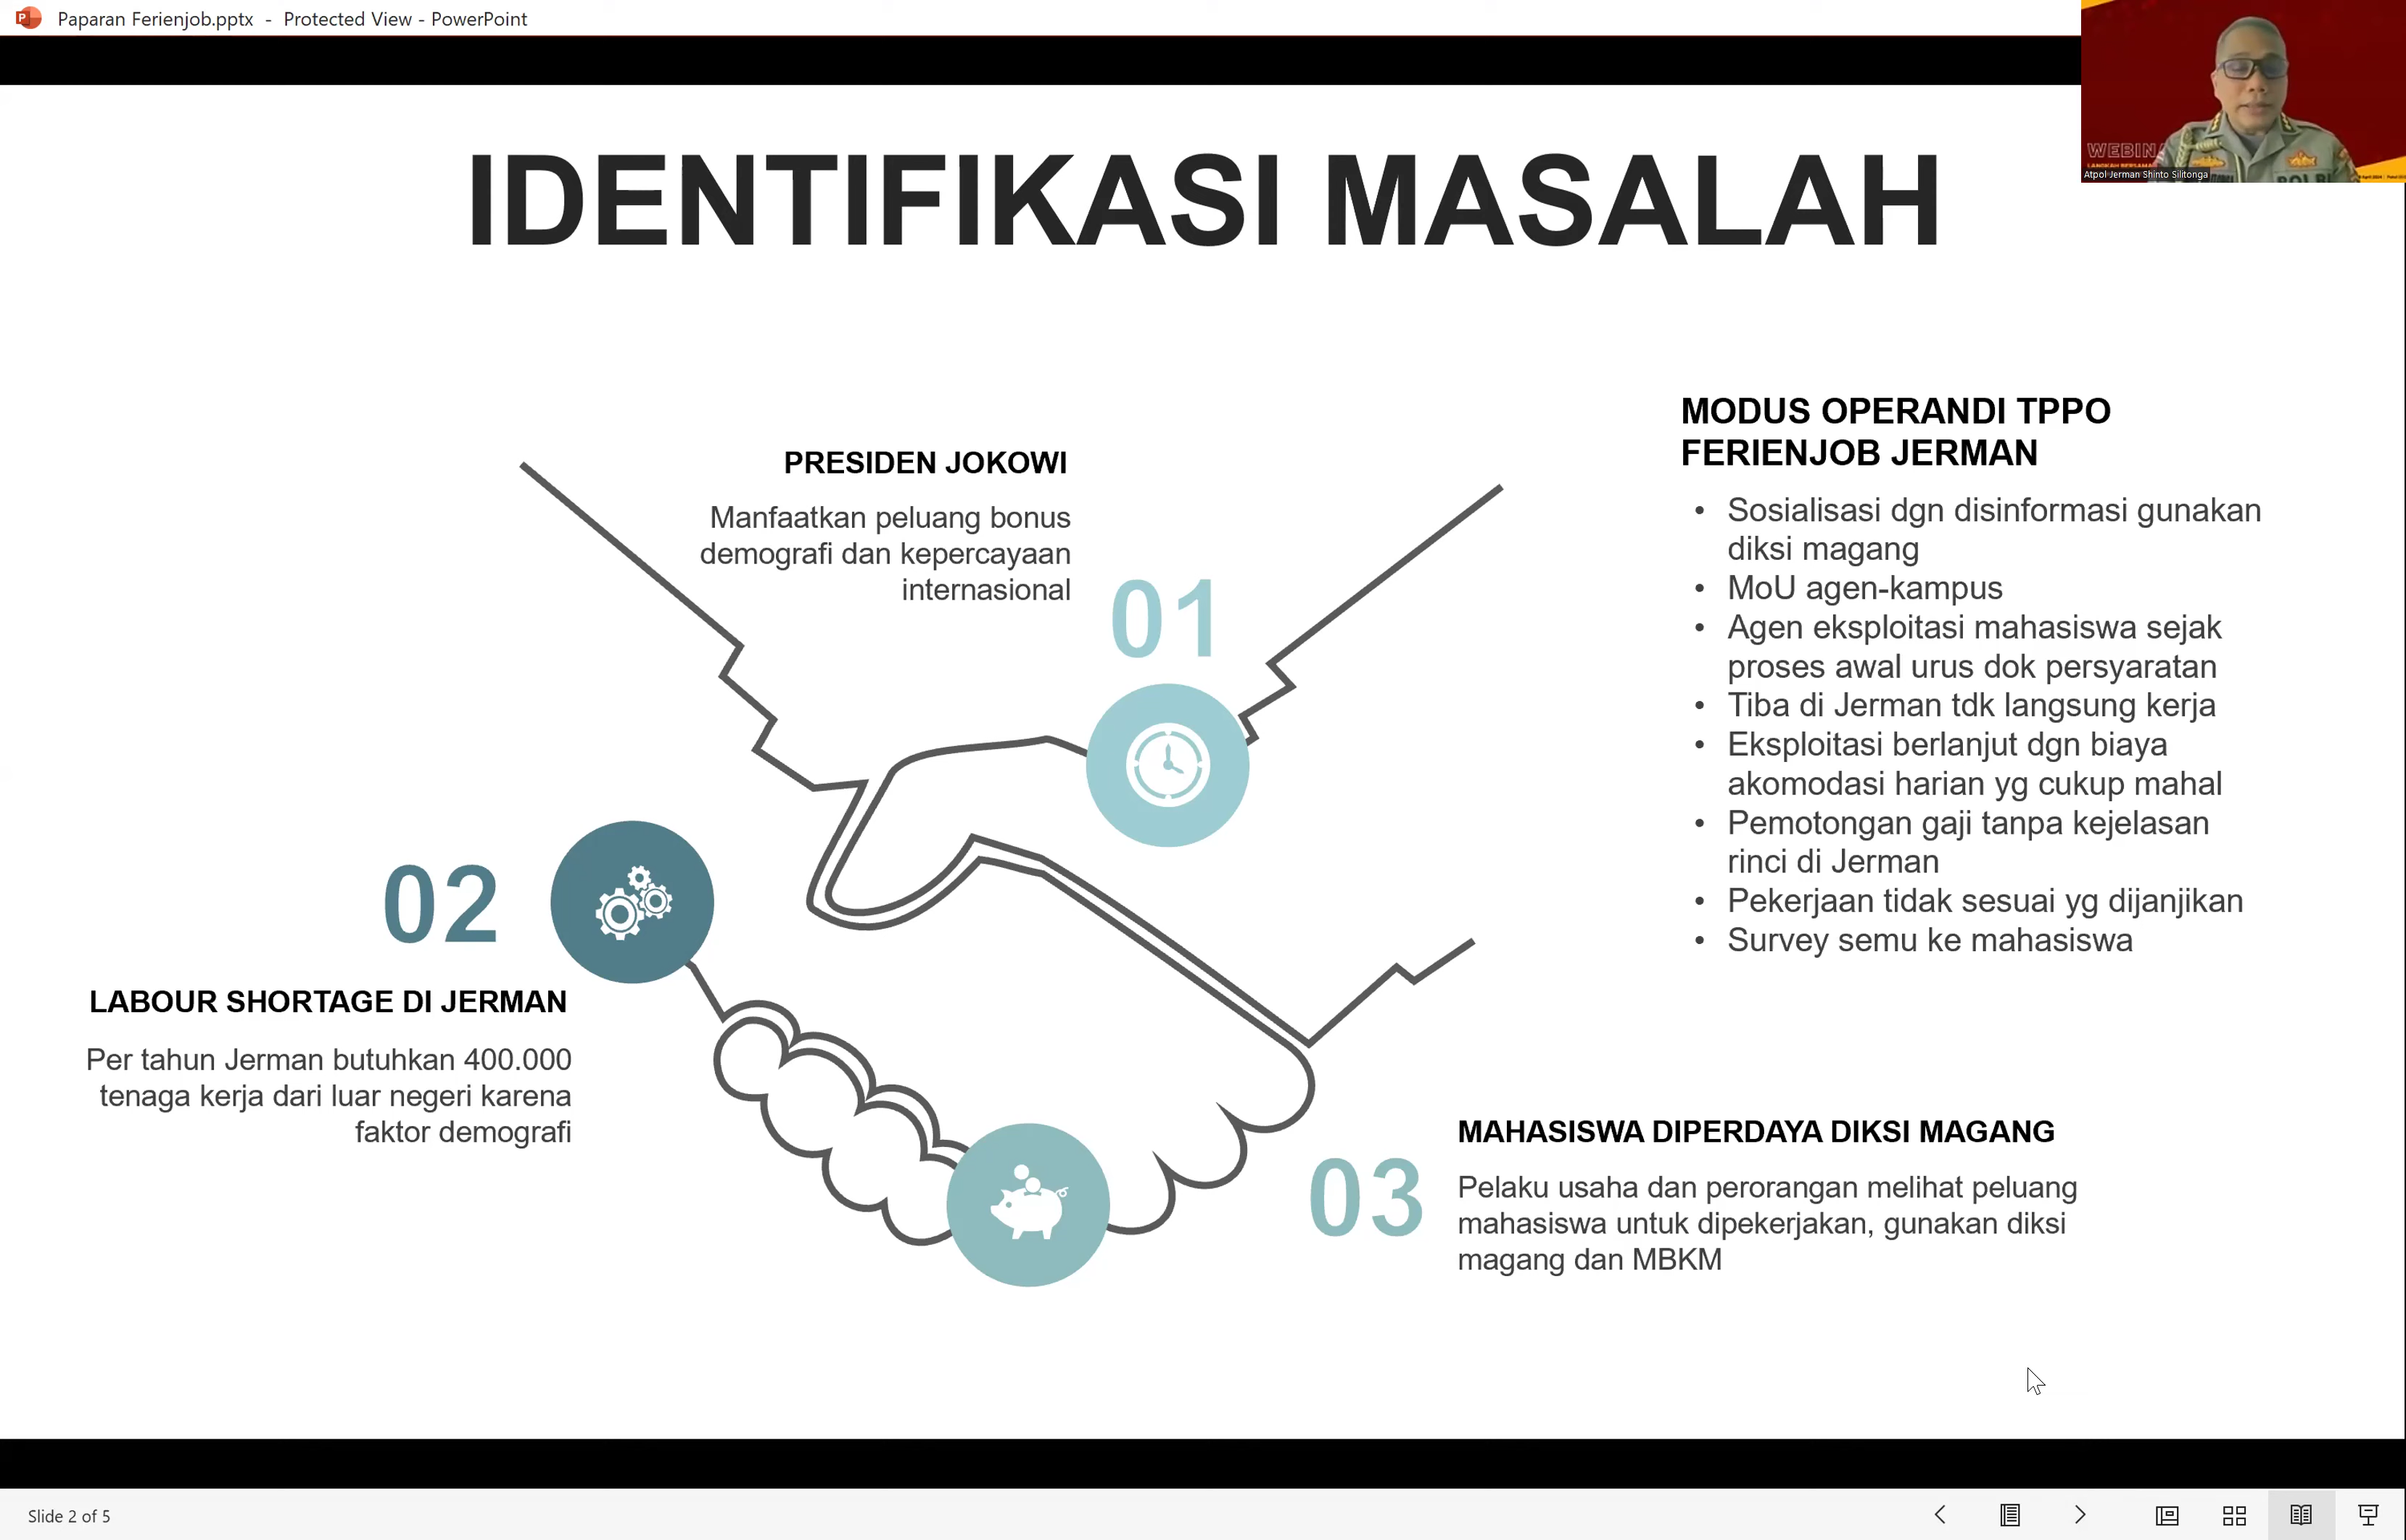 Paparan Ferienjob.pptx - Protected View - PowerPoint
WEBIN
Atpol Jerman Shinto Silitonga
IDENTIFIKASI MASALAH
PRESIDEN JOKOWI
Manfaatkan peluang bonus
demografi dan kepercayaan
internasional
01
02
LABOUR SHORTAGE DI JERMAN
Per tahun Jerman butuhkan 400.000
tenaga kerja dari luar negeri karena
faktor demografi
MODUS OPERANDI TPPO
FERIENJOB JERMAN
• Sosialisasi dgn disinformasi gunakan
diksi magang
• MoU agen-kampus
• Agen eksploitasi mahasiswa sejak
proses awal urus dok persyaratan
• Tiba di Jerman tdk langsung kerja
• Eksploitasi berlanjut dgn biaya
akomodasi harian yg cukup mahal
• Pemotongan gaji tanpa kejelasan
rinci di Jerman
• Pekerjaan tidak sesuai yg dijanjikan
• Survey semu ke mahasiswa
03
MAHASISWA DIPERDAYA DIKSI MAGANG
Pelaku usaha dan perorangan melihat peluang
mahasiswa untuk dipekerjakan, gunakan diksi
magang dan MBKM
Slide 2 of 5